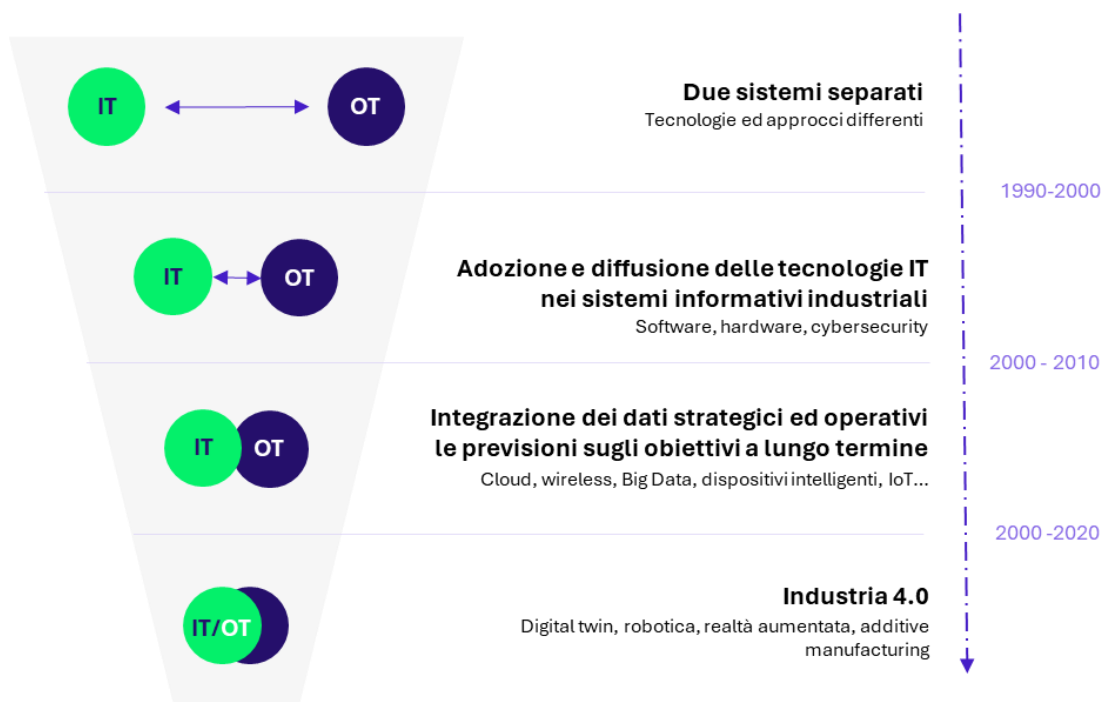 IT
OT
Due sistemi separati
Tecnologie ed approcci differenti
1990-2000
IT
OT
Adozione e diffusione delle tecnologie IT
nei sistemi informativi industriali
Software, hardware, cybersecurity
2000 - 2010
IT
OT
Integrazione dei dati strategici ed operativi
le previsioni sugli obiettivi a lungo termine
Cloud, wireless, Big Data, dispositivi intelligenti, IoT...
2000 -2020
IT/OT
Industria 4.0
Digital twin, robotica, realtà aumentata, additive
manufacturing